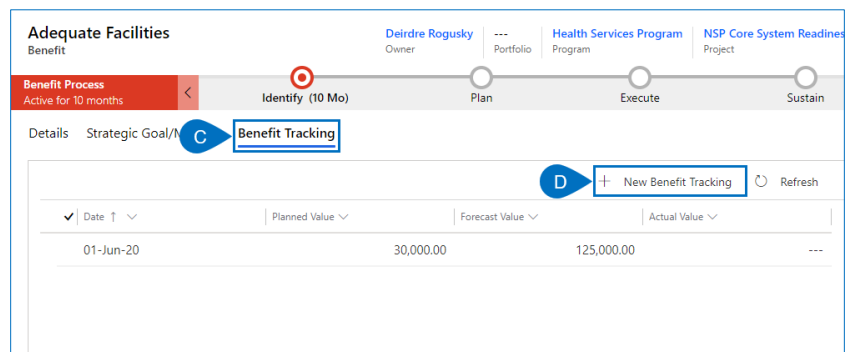 Adequate Facilities
Benefit
Deirdre Rogusky
Owner
---
Portfolio
Health Services Program
Program
NSP Core System Readines
Project
Benefit Process
Active for 10 months
<
Identify (10 Mo)
Plan
Execute
Sustain
Details Strategic Goal/ C Benefit Tracking
D + New Benefit Tracking Refresh
✓ Date ↑ Planned Value Forecast Value Actual Value
01-Jun-20 30,000.00 125,000.00 ---